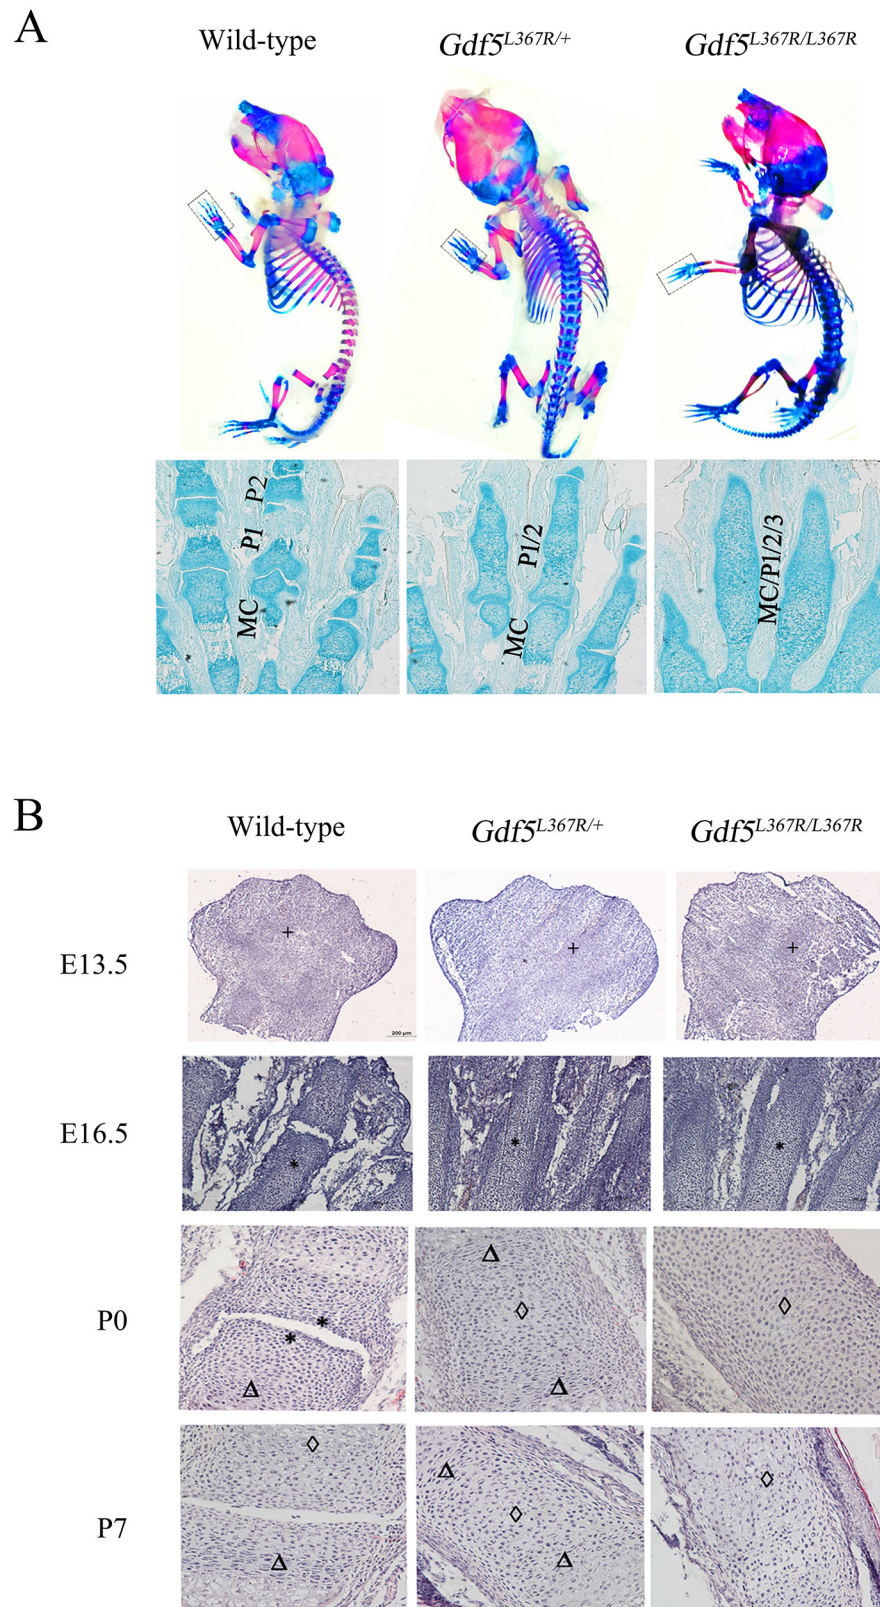 A
Wild-type
Gdf5L367R/+
Gdf5L367R/L367R
P2
P1
MC
P1/2
MC
MC/P1/2/3
B
Wild-type
Gdf5L367R/+
Gdf5L367R/L367R
E13.5
+
+
+
200 μm
E16.5
*
*
*
P0
*
*
Δ
Δ
◊
Δ
◊
P7
◊
Δ
Δ
◊
Δ
◊